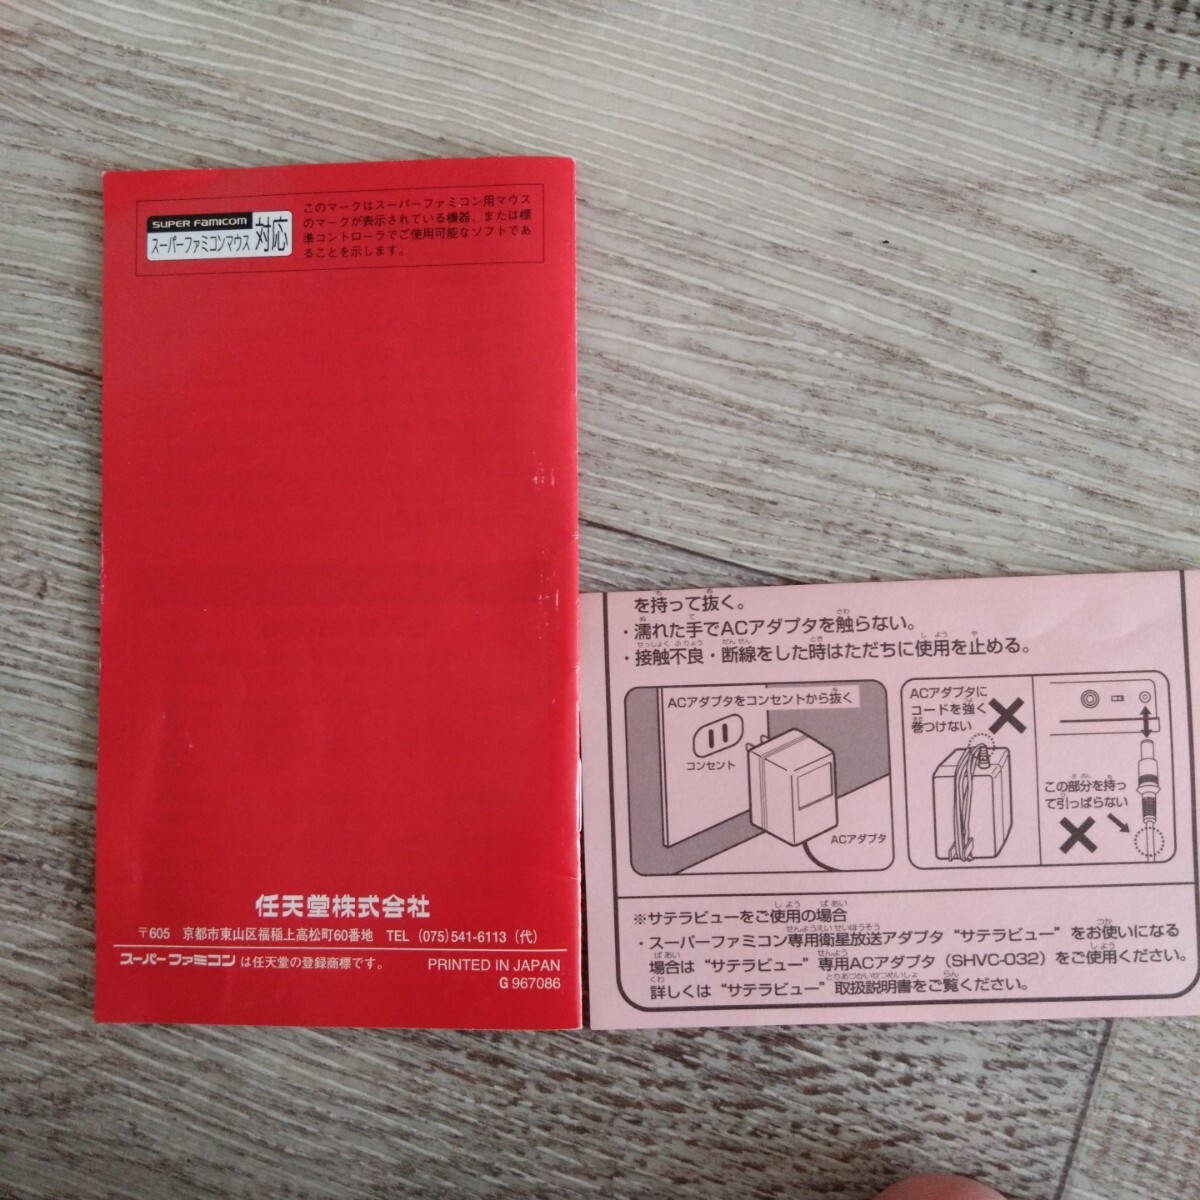 SUPER FAMICOM
スーパーファミコンマウス 対応
このマークはスーパーファミコン用マウス
のマークが表示されている機器、または標
準コントローラでご使用可能なソフトであ
ることを示します。
任天堂株式会社
〒605 京都市東山区福稲上高松町60番地 TEL (075)541-6113 (代)
スーパーファミコン は任天堂の登録商標です。
PRINTED IN JAPAN
G 967086
を持って抜く。
・濡れた手でACアダプタを触らない。
・接触不良・断線をした時はただちに使用を止める。
ACアダプタをコンセントから抜く
コンセント
ACアダプタ
ACアダプタに
コードを強く
巻つけない
この部分を持っ
て引っぱらない
※サテラビューをご使用の場合
・スーパーファミコン専用衛星放送アダプタ“サテラビュー”をお使いになる
場合は“サテラビュー”専用ACアダプタ(SHVC-032)をご使用ください。
詳しくは“サテラビュー”取扱説明書をご覧ください。